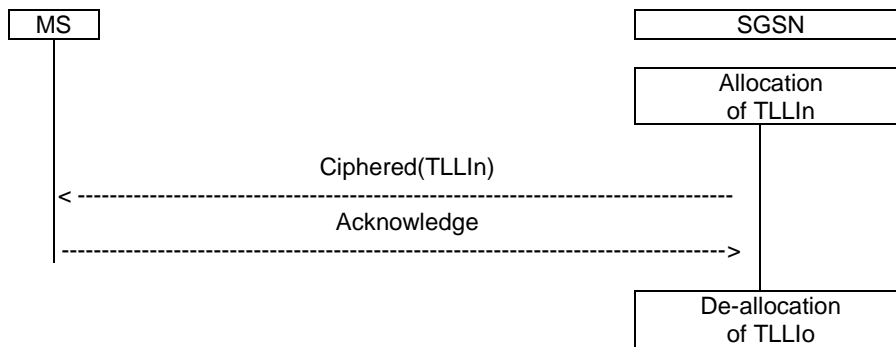 MS
SGSN
Allocation
of TLLIn
Ciphered(TLLIn)
Acknowledge
De-allocation
of TLLIo